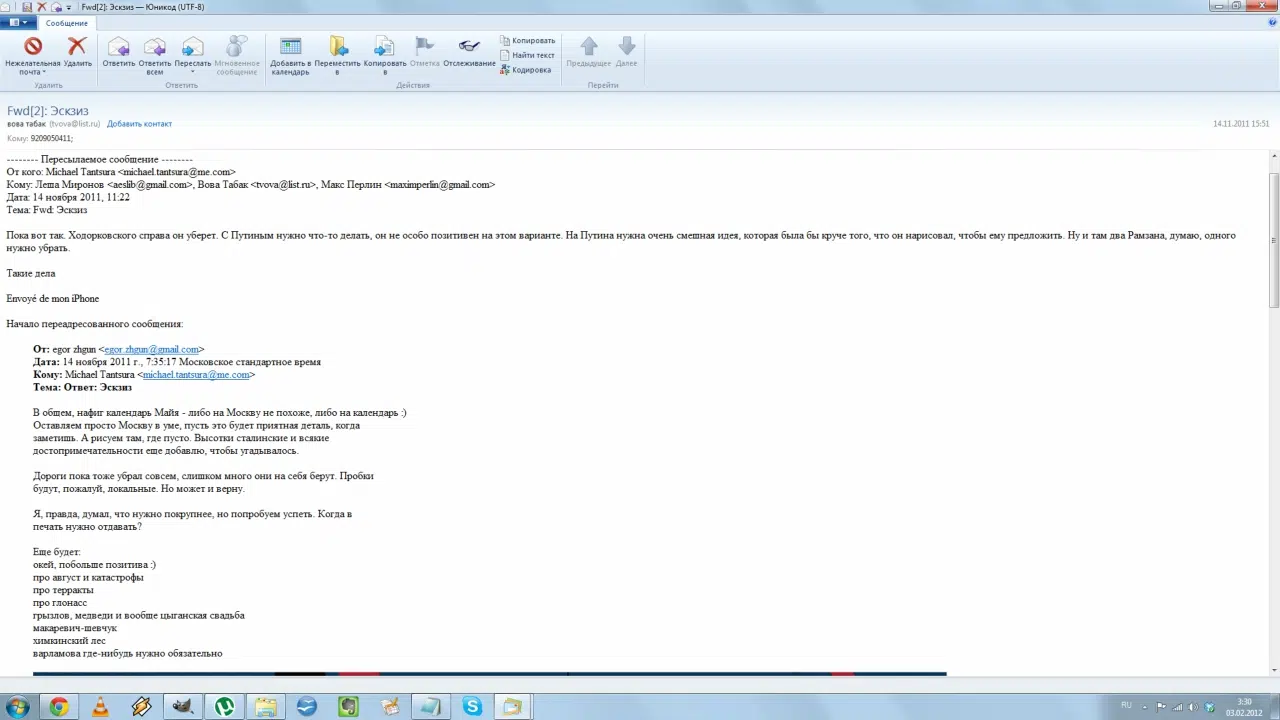 Fwd[2]: Эскзиз — Юникод (UTF-8)
Сообщение
Нежелательная почта
Удалить
Ответить
Ответить всем
Переслать
Мгновенное сообщение
Добавить в календарь
Переместить в
Копировать в
Отметка
Отслеживание
Копировать
Найти текст
Кодировка
Предыдущее
Далее
Удалить
Ответить
Действия
Перейти
Fwd[2]: Эскзиз
вова табак (tvova@list.ru) Добавить контакт
14.11.2011 15:51
Кому: 9209050411;
-------- Пересылаемое сообщение --------
От кого: Michael Tantsura <michael.tantsura@me.com>
Кому: Леша Миронов <aeslib@gmail.com>, Вова Табак <tvova@list.ru>, Макс Перлин <maximperlin@gmail.com>
Дата: 14 ноября 2011, 11:22
Тема: Fwd: Эскзиз
Пока вот так. Ходорковского справа он уберет. С Путиным нужно что-то делать, он не особо позитивен на этом варианте. На Путина нужна очень смешная идея, которая была бы круче того, что он нарисовал, чтобы ему предложить. Ну и там два Рамзана, думаю, одного
нужно убрать.
Такие дела
Envoyé de mon iPhone
Начало переадресованного сообщения:
От: egor zhgun <egor.zhgun@gmail.com>
Дата: 14 ноября 2011 г., 7:35:17 Московское стандартное время
Кому: Michael Tantsura <michael.tantsura@me.com>
Тема: Ответ: Эскзиз
В общем, нафиг календарь Майя - либо на Москву не похоже, либо на календарь :)
Оставляем просто Москву в уме, пусть это будет приятная деталь, когда
заметишь. А рисуем там, где пусто. Высотки сталинские и всякие
достопримечательности еще добавлю, чтобы угадывалось.
Дороги пока тоже убрал совсем, слишком много они на себя берут. Пробки
будут, пожалуй, локальные. Но может и верну.
Я, правда, думал, что нужно покрупнее, но попробуем успеть. Когда в
печать нужно отдавать?
Еще будет:
окей, побольше позитива :)
про август и катастрофы
про терракты
про глонасс
грызлов, медведи и вообще цыганская свадьба
макаревич-шевчук
химкинский лес
варламова где-нибудь нужно обязательно
RU
3:30
03.02.2012